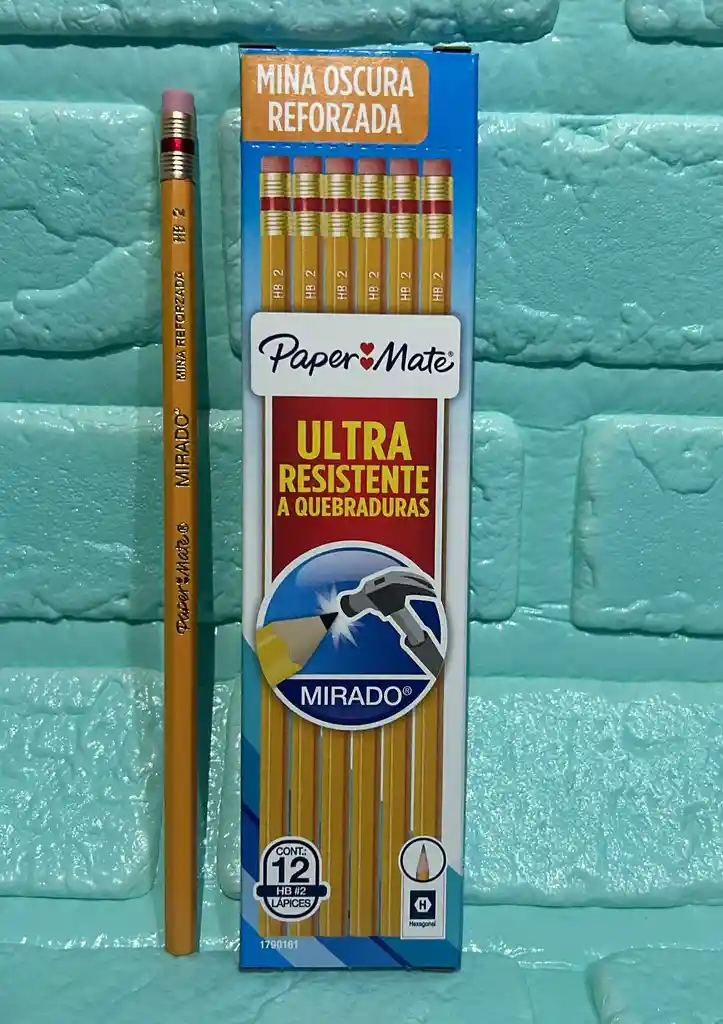 MINA OSCURA
REFORZADA
HB 2
HB 2
HB 2
HB 2
HB 2
HB 2
Paper Mate®
ULTRA
RESISTENTE
A QUEBRADURAS
MIRADO®
CONT.:
12
HB #2
LÁPICES
H
Hexagonal
1790161
Paper Mate® MIRADO® MINA REFORZADA HB 2